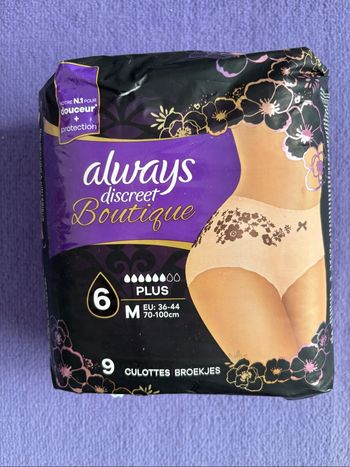 NOTRE N.1 POUR
douceur*
+
protection
always
discreet
Boutique
6
PLUS
M EU: 36-44
70-100cm
9 CULOTTES BROEKJES